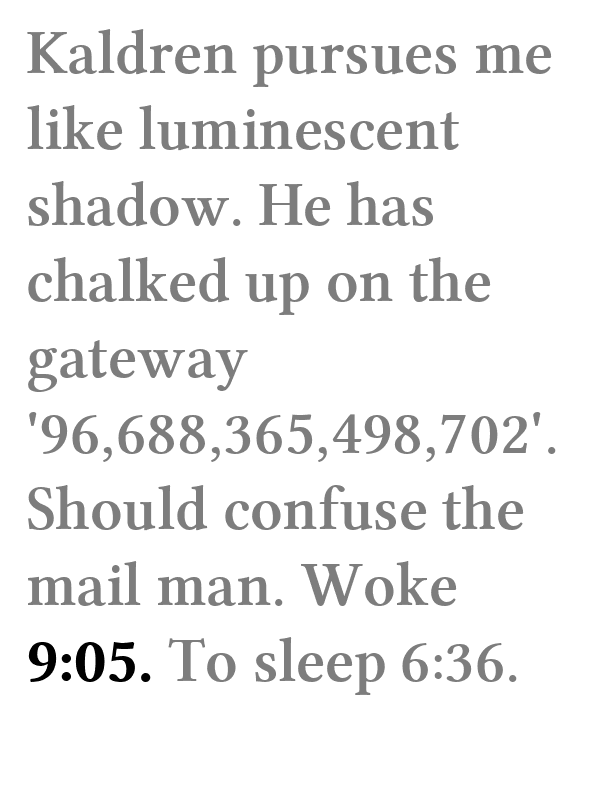 Kaldren pursues me
like luminescent
shadow. He has
chalked up on the
gateway
'96,688,365,498,702'.
Should confuse the
mail man. Woke
9:05. To sleep 6:36.